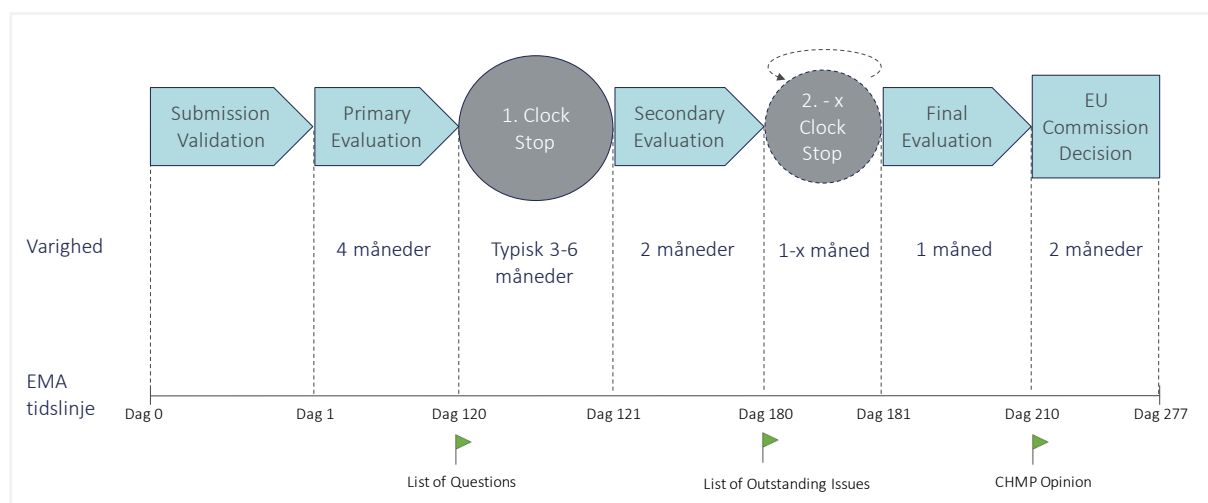 Submission
Validation
Primary
Evaluation
1. Clock
Stop
Secondary
Evaluation
2. - x
Clock
Stop
Final
Evaluation
EU
Commission
Decision
Varighed
4 måneder
Typisk 3-6
måneder
2 måneder
1-x måned
1 måned
2 måneder
EMA
tidslinje
Dag 0
Dag 1
Dag 120
Dag 121
Dag 180
Dag 181
Dag 210
Dag 277
List of Questions
List of Outstanding Issues
CHMP Opinion